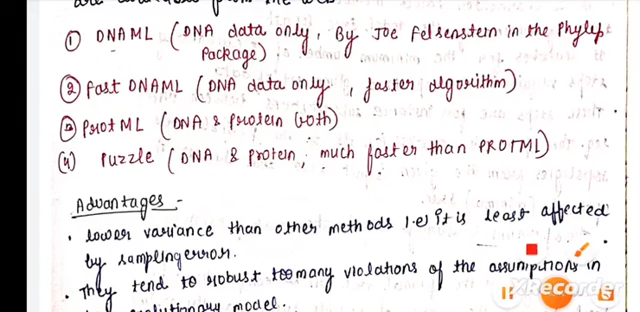 ① DNAML (DNA data only, By Joe Felsenstein in the Phylip
Package)
② Fast DNAML (DNA data only, faster algorithm)
③ Prot ML (DNA & Protein both)
(4) Puzzle (DNA & protein, much faster than PROTML)
Advantages -
• Lower variance than other methods i.e) It is least affected
by sampling error.
• They tend to robust too many violations of the assumptions in
evolutionary model.
XRecorder